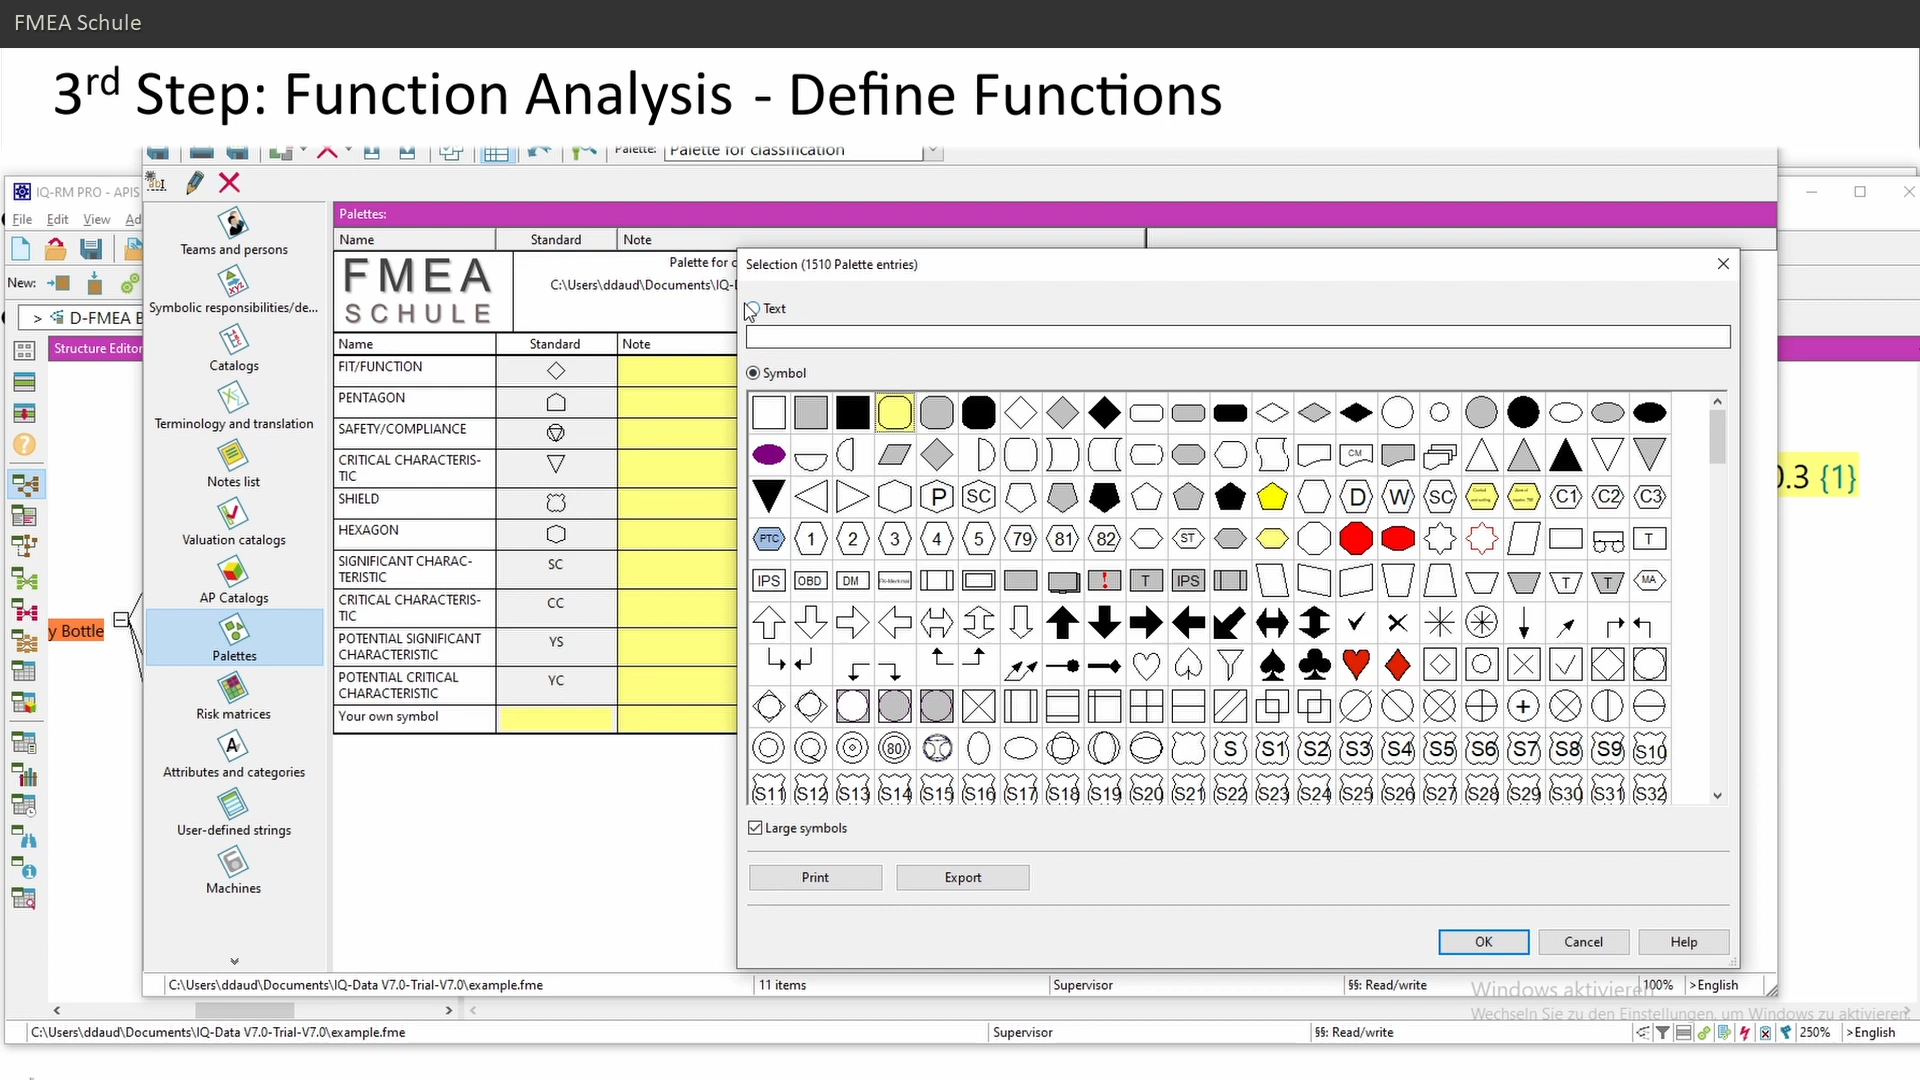 FMEA Schule
3rd Step: Function Analysis - Define Functions
Palette: Palette for classification
IQ-RM PRO - APIS
File Edit View Ad
New:
> D-FMEA B
Structure Editor
y Bottle
Teams and persons
Symbolic responsibilities/de...
Catalogs
Terminology and translation
Notes list
Valuation catalogs
AP Catalogs
Palettes
Risk matrices
Attributes and categories
User-defined strings
Machines
Palettes:
Name Standard Note
FMEA
SCHULE
Palette for c
C:\Users\ddaud\Documents\IQ-D
Name Standard Note
FIT/FUNCTION
PENTAGON
SAFETY/COMPLIANCE
CRITICAL CHARACTERIS-
TIC
SHIELD
HEXAGON
SIGNIFICANT CHARAC-
TERISTIC
SC
CRITICAL CHARACTERIS-
TIC
CC
POTENTIAL SIGNIFICANT
CHARACTERISTIC
YS
POTENTIAL CRITICAL
CHARACTERISTIC
YC
Your own symbol
Selection (1510 Palette entries)
Text
Symbol
CM
P SC D W SC C1 C2 C3
PTC 1 2 3 4 5 79 81 82 ST T
IPS OBD DM ! T IPS T T MA
80 S S1 S2 S3 S4 S5 S6 S7 S8 S9 S10
S11 S12 S13 S14 S15 S16 S17 S18 S19 S20 S21 S22 S23 S24 S25 S26 S27 S28 S29 S30 S31 S32
Large symbols
Print Export
OK Cancel Help
0.3 {1}
C:\Users\ddaud\Documents\IQ-Data V7.0-Trial-V7.0\example.fme 11 items Supervisor §§: Read/write 100% >English
Windows aktivieren
Wechseln Sie zu den Einstellungen, um Windows zu aktivieren.
C:\Users\ddaud\Documents\IQ-Data V7.0-Trial-V7.0\example.fme Supervisor §§: Read/write 250% >English